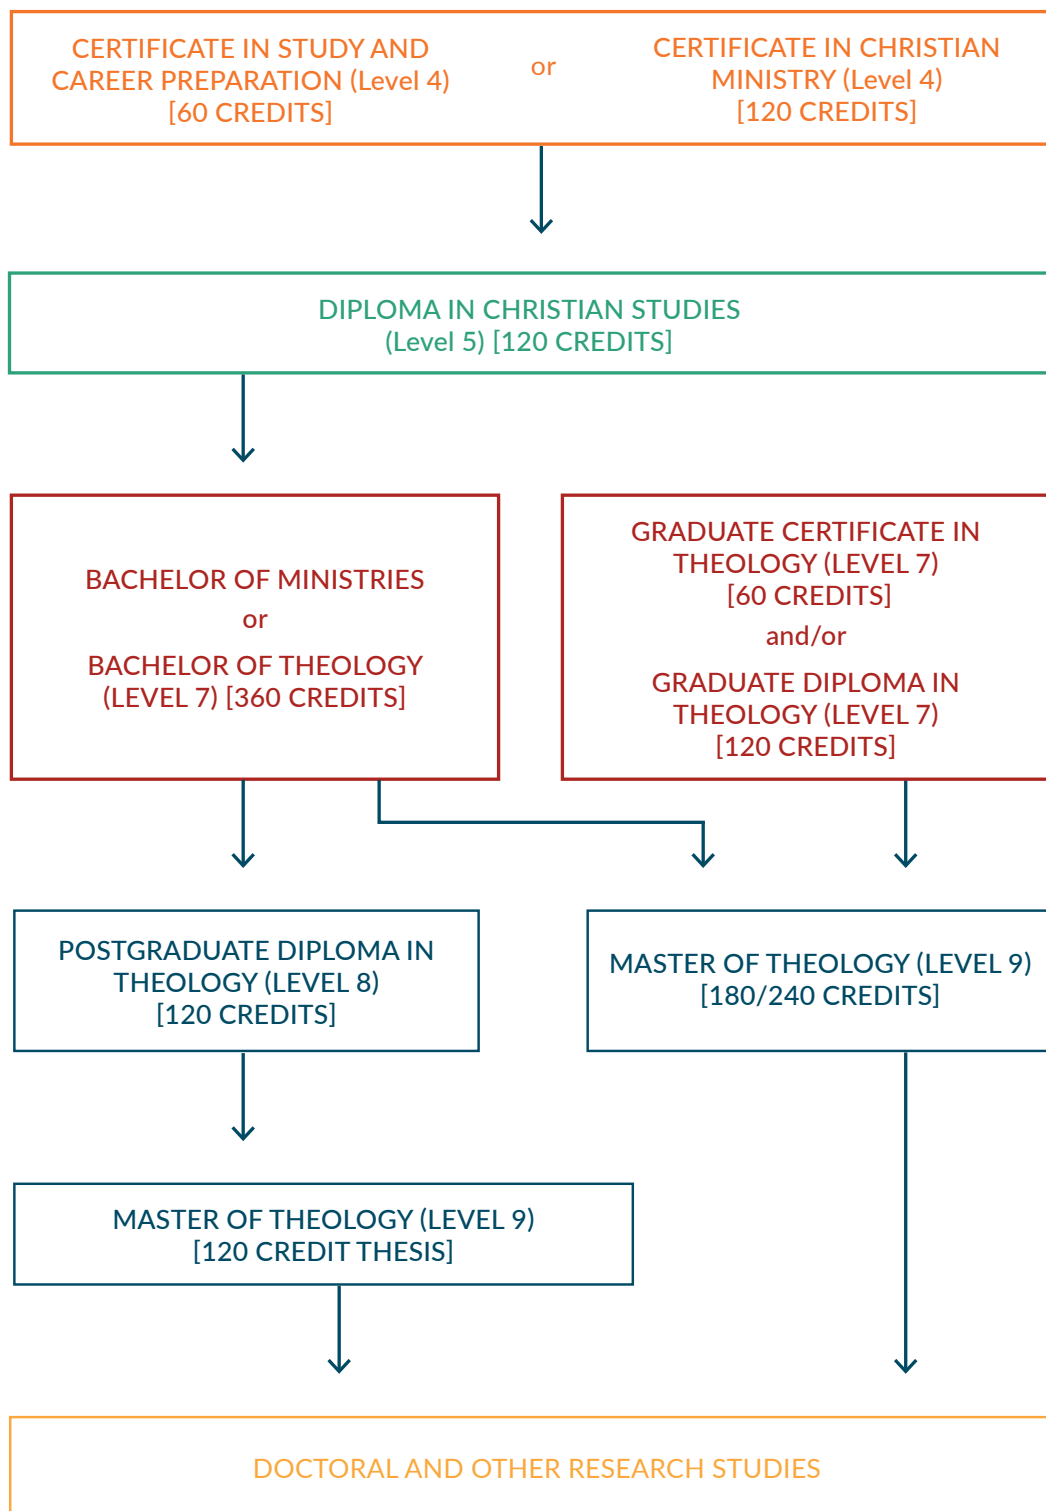 CERTIFICATE IN STUDY AND
CAREER PREPARATION (Level 4)
[60 CREDITS]
or
CERTIFICATE IN CHRISTIAN
MINISTRY (Level 4)
[120 CREDITS]
DIPLOMA IN CHRISTIAN STUDIES
(Level 5) [120 CREDITS]
BACHELOR OF MINISTRIES
or
BACHELOR OF THEOLOGY
(LEVEL 7) [360 CREDITS]
GRADUATE CERTIFICATE IN
THEOLOGY (LEVEL 7)
[60 CREDITS]
and/or
GRADUATE DIPLOMA IN
THEOLOGY (LEVEL 7)
[120 CREDITS]
POSTGRADUATE DIPLOMA IN
THEOLOGY (LEVEL 8)
[120 CREDITS]
MASTER OF THEOLOGY (LEVEL 9)
[180/240 CREDITS]
MASTER OF THEOLOGY (LEVEL 9)
[120 CREDIT THESIS]
DOCTORAL AND OTHER RESEARCH STUDIES